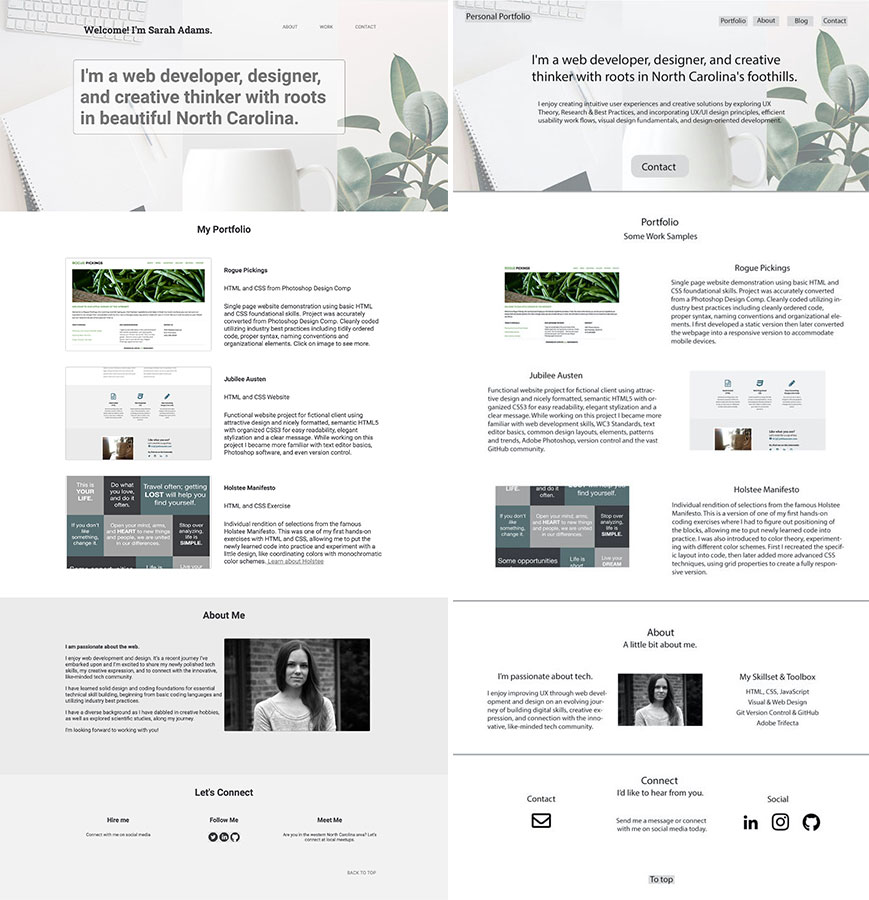 Welcome! I'm Sarah Adams.
ABOUT WORK CONTACT
I'm a web developer, designer,
and creative thinker with roots
in beautiful North Carolina.
My Portfolio
ROGUE PICKINGS
Rogue Pickings
HTML and CSS from Photoshop Design Comp
Single page website demonstration using basic HTML
and CSS foundational skills. Project was accurately
converted from Photoshop Design Comp. Cleanly coded
utilizing industry best practices including tidily ordered
code, proper syntax, naming conventions and
organizational elements. Click on image to see more.
Jubilee Austen
HTML and CSS Website
Functional website project for fictional client using
attractive design and nicely formatted, semantic HTML5
with organized CSS3 for easy readability, elegant
stylization and a clear message. While working on this
project I became more familiar with text editor basics,
Photoshop software, and even version control.
Like what you see?
This is
YOUR
LIFE.
Do what
you love,
and do it
often.
Travel often; getting
LOST will help you
find yourself.
If you don't
like
something,
change it.
Open your mind, arms,
and HEART to new things
and people, we are united
in our differences.
Stop over
analyzing,
life is
SIMPLE.
Holstee Manifesto
HTML and CSS Exercise
Individual rendition of selections from the famous
Holstee Manifesto. This was one of my first hands-on
exercises with HTML and CSS, allowing me to put the
newly learned code into practice and experiment with a
little design, like coordinating colors with monochromatic
color schemes. Learn about Holstee
About Me
I am passionate about the web.
I enjoy web development and design. It's a recent journey I've
embarked upon and I'm excited to share my newly polished tech
skills, my creative expression, and to connect with the innovative,
like-minded tech community.
I have learned solid design and coding foundations for essential
technical skill building, beginning from basic coding languages and
utilizing industry best practices.
I have a diverse background as I have dabbled in creative hobbies,
as well as explored scientific studies, along my journey.
I'm looking forward to working with you!
Let's Connect
Hire me
Connect with me on social media
Follow Me
Meet Me
Are you in the western North Carolina area? Let's
connect at local meetups.
BACK TO TOP
Personal Portfolio
Portfolio About Blog Contact
I'm a web developer, designer, and creative
thinker with roots in North Carolina's foothills.
I enjoy creating intuitive user experiences and creative solutions by exploring UX
Theory, Research & Best Practices, and incorporating UX/UI design principles, efficient
usability work flows, visual design fundamentals, and design-oriented development.
Contact
Portfolio
Some Work Samples
ROGUE PICKINGS
Rogue Pickings
Single page website demonstration using basic HTML and
CSS foundational skills. Project was accurately converted
from a Photoshop Design Comp. Cleanly coded utilizing in-
dustry best practices including cleanly ordered code,
proper syntax, naming conventions and organizational ele-
ments. I first developed a static version then later converted
the webpage into a responsive version to accommodate
mobile devices.
Jubilee Austen
Functional website project for fictional client using attrac-
tive design and nicely formatted, semantic HTML5 with or-
ganized CSS3 for easy readability, elegant stylization and a
clear message. While working on this project I became more
familiar with web development skills, WC3 Standards, text
editor basics, common design layouts, elements, patterns
and trends, Adobe Photoshop, version control and the vast
GitHub community.
Like what you see?
LIFE.
and do it
often.
LOST will help you
find yourself.
If you don't
like
something,
change it.
Open your mind, arms,
and HEART to new things
and people, we are united
in our differences.
Stop over
analyzing,
life is
SIMPLE.
Some opportunities
Life is
short,
Live your
DREAM
Holstee Manifesto
Individual rendition of selections from the famous Holstee
Manifesto. This is a version of one of my first hands-on
coding exercises where I had to figure out positioning of
the blocks, allowing me to put newly learned code into
practice. I was also introduced to color theory, experiment-
ing with different color schemes. First I recreated the specif-
ic layout into code, then later added more advanced CSS
techniques, using grid properties to create a fully respon-
sive version.
About
A little bit about me.
I'm passionate about tech.
I enjoy improving UX through web devel-
opment and design on an evolving jour-
ney of building digital skills, creative ex-
pression, and connection with the inno-
vative, like-minded tech community.
My Skillset & Toolbox
HTML, CSS, JavaScript
Visual & Web Design
Git Version Control & GitHub
Adobe Trifecta
Connect
I'd like to hear from you.
Contact
Send me a message or connect
with me on social media today.
Social
To top